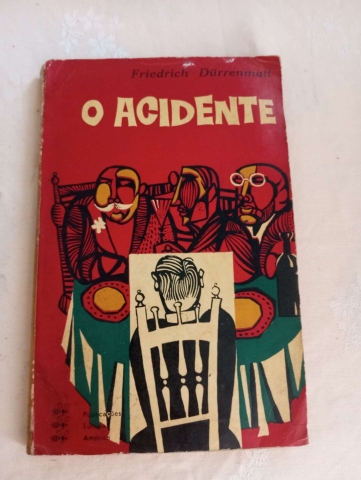 Friedrich Dürrenmatt
O ACIDENTE
Publicações
Europa
América